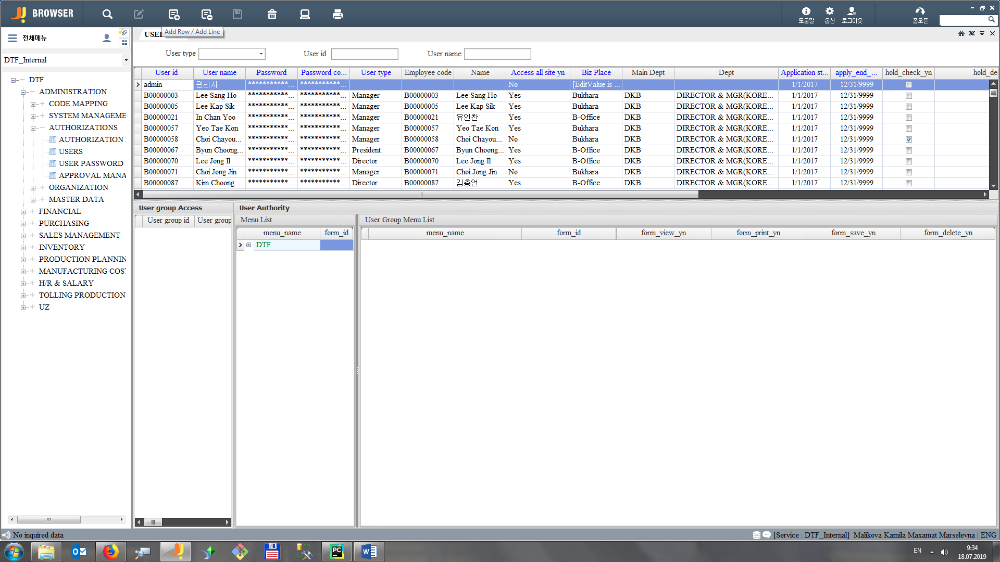 BROWSER
도움말 옵션 로그아웃 폼오픈
전체메뉴
Add Row / Add Line
DTF_Internal
User type User id User name
DTF
ADMINISTRATION
CODE MAPPING
SYSTEM MANAGEME
AUTHORIZATIONS
AUTHORIZATION
USERS
USER PASSWORD
APPROVAL MANA
ORGANIZATION
MASTER DATA
FINANCIAL
PURCHASING
SALES MANAGEMENT
INVENTORY
PRODUCTION PLANNIN
MANUFACTURING COS
H/R & SALARY
TOLLING PRODUCTION
UZ
User id User name Password Password co... User type Employee code Name Access all site yn Biz Place Main Dept Dept Application st... apply_end_... hold_check_yn hold_de
admin 관리자 ***********... ***********... No [EditValue is ... 1/1/2017 12/31/9999
B00000003 Lee Sang Ho ***********... ***********... Manager B00000003 Lee Sang Ho Yes Bukhara DKB DIRECTOR & MGR(KORE... 1/1/2017 12/31/9999
B00000005 Lee Kap Sik ***********... ***********... Manager B00000005 Lee Kap Sik Yes Bukhara DKB DIRECTOR & MGR(KORE... 1/1/2017 12/31/9999
B00000021 In Chan Yoo ***********... ***********... Manager B00000021 유인찬 Yes B-Office DKB DIRECTOR & MGR(KORE... 1/1/2017 12/31/9999
B00000057 Yeo Tae Kon ***********... ***********... Manager B00000057 Yeo Tae Kon Yes Bukhara DKB DIRECTOR & MGR(KORE... 1/1/2017 12/31/9999
B00000058 Choi Chayou... ***********... ***********... Manager B00000058 Choi Chayou... No Bukhara DKB DIRECTOR & MGR(KORE... 1/1/2017 12/31/9999
B00000067 Byun Choong... ***********... ***********... President B00000067 Byun Choong... Yes B-Office DKB DIRECTOR & MGR(KORE... 1/1/2017 12/31/9999
B00000070 Lee Jong Il ***********... ***********... Director B00000070 Lee Jong Il Yes B-Office DKB DIRECTOR & MGR(KORE... 1/1/2017 12/31/9999
B00000071 Choi Jong Jin ***********... ***********... Manager B00000071 Choi Jong Jin No Bukhara DKB DIRECTOR & MGR(KORE... 1/1/2017 12/31/9999
B00000087 Kim Choong ... ***********... ***********... Director B00000087 김충언 Yes B-Office DKB DIRECTOR & MGR(KORE... 1/1/2017 12/31/9999
User group Access User Authority
User group id User group
Menu List User Group Menu List
menu_name form_id menu_name form_id form_view_yn form_print_yn form_save_yn form_delete_yn
DTF
No inquired data [Service : DTF_Internal] Malikova Kamila Maxamat Marselevna | ENG
EN 9:34
18.07.2019